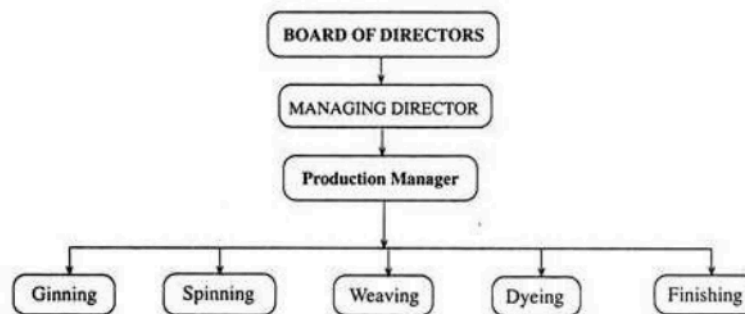 BOARD OF DIRECTORS
MANAGING DIRECTOR
Production Manager
Ginning
Spinning
Weaving
Dyeing
Finishing